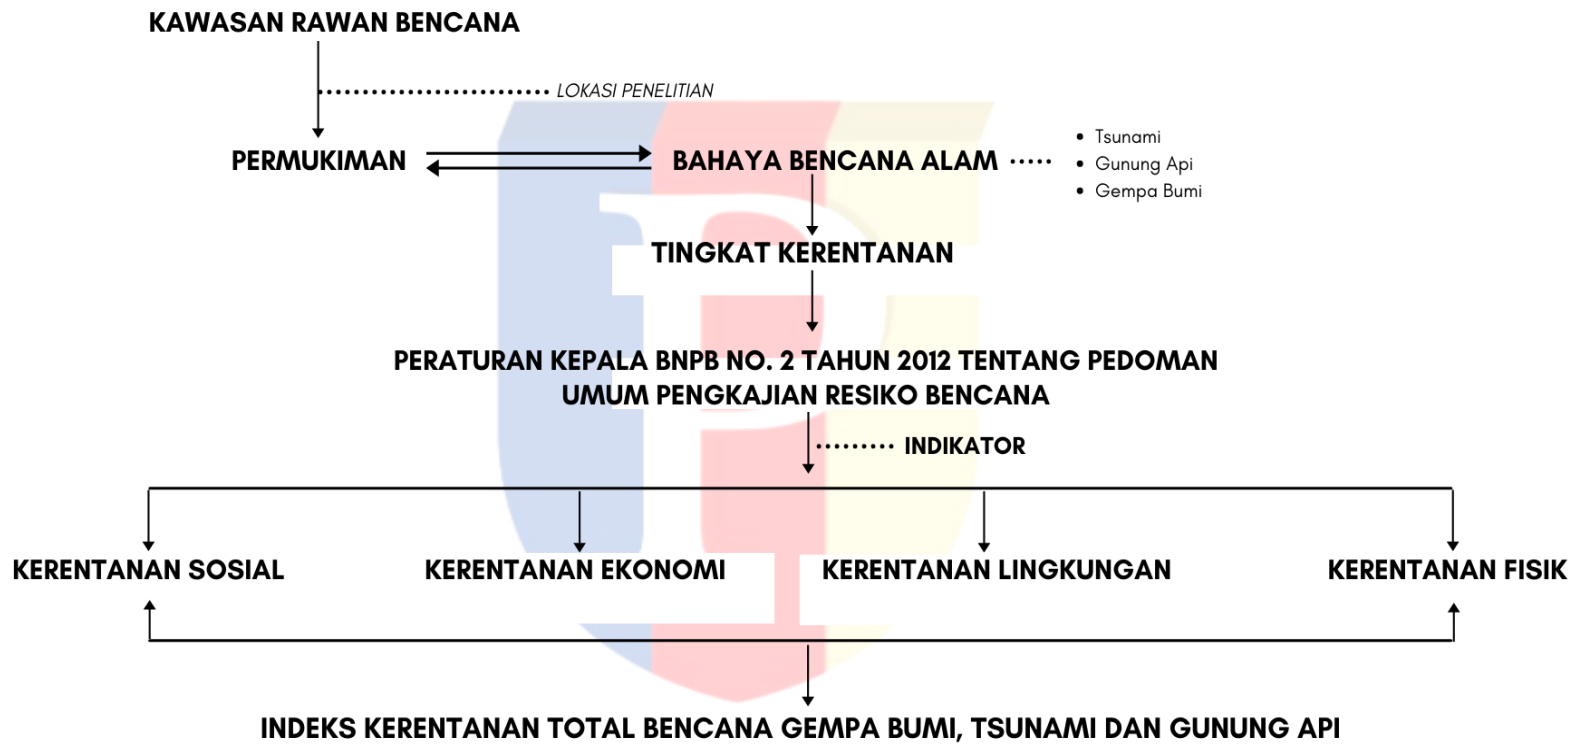 KAWASAN RAWAN BENCANA
LOKASI PENELITIAN
PERMUKIMAN
BAHAYA BENCANA ALAM
• Tsunami
• Gunung Api
• Gempa Bumi
TINGKAT KERENTANAN
PERATURAN KEPALA BNPB NO. 2 TAHUN 2012 TENTANG PEDOMAN
UMUM PENGKAJIAN RESIKO BENCANA
INDIKATOR
KERENTANAN SOSIAL
KERENTANAN EKONOMI
KERENTANAN LINGKUNGAN
KERENTANAN FISIK
INDEKS KERENTANAN TOTAL BENCANA GEMPA BUMI, TSUNAMI DAN GUNUNG API